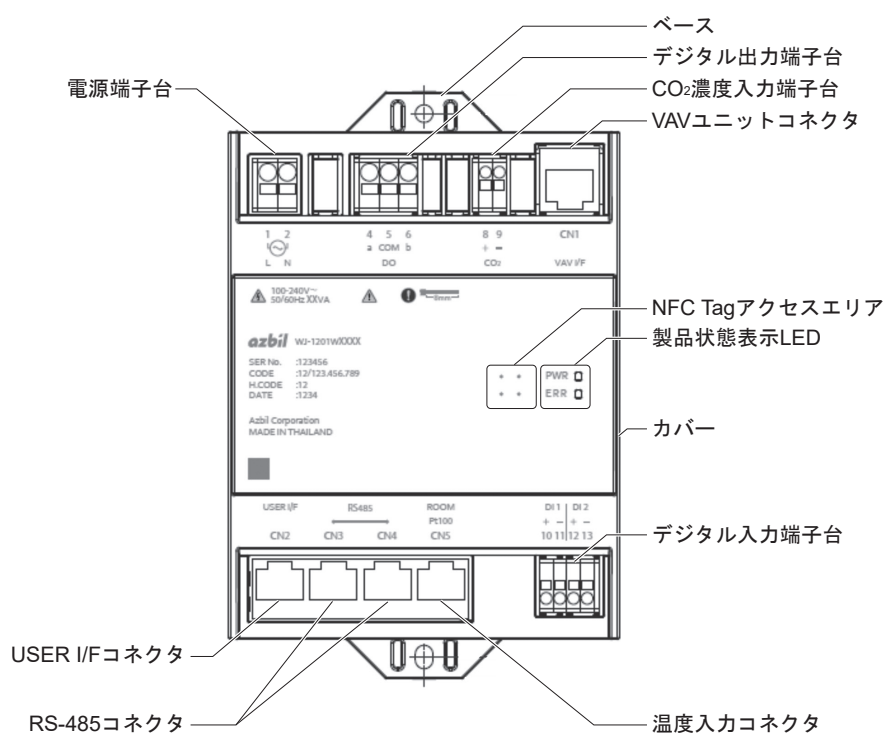 ベース
デジタル出力端子台
電源端子台
CO2濃度入力端子台
VAVユニットコネクタ
1 2
4 5 6
8 9
CN1
a COM b
+ −
L N
DO
CO2
VAV I/F
100-240V~
50/60Hz XXVA
8mm
NFC Tagアクセスエリア
製品状態表示LED
azbil WJ-1201WXXXX
SER No. :123456
CODE :12/123.456.789
H.CODE :12
DATE :1234
PWR
ERR
Azbil Corporation
MADE IN THAILAND
カバー
USER I/F
RS485
ROOM
DI 1 DI 2
Pt100
+ − + −
CN2
CN3
CN4
CN5
10 11 12 13
デジタル入力端子台
USER I/Fコネクタ
RS-485コネクタ
温度入力コネクタ